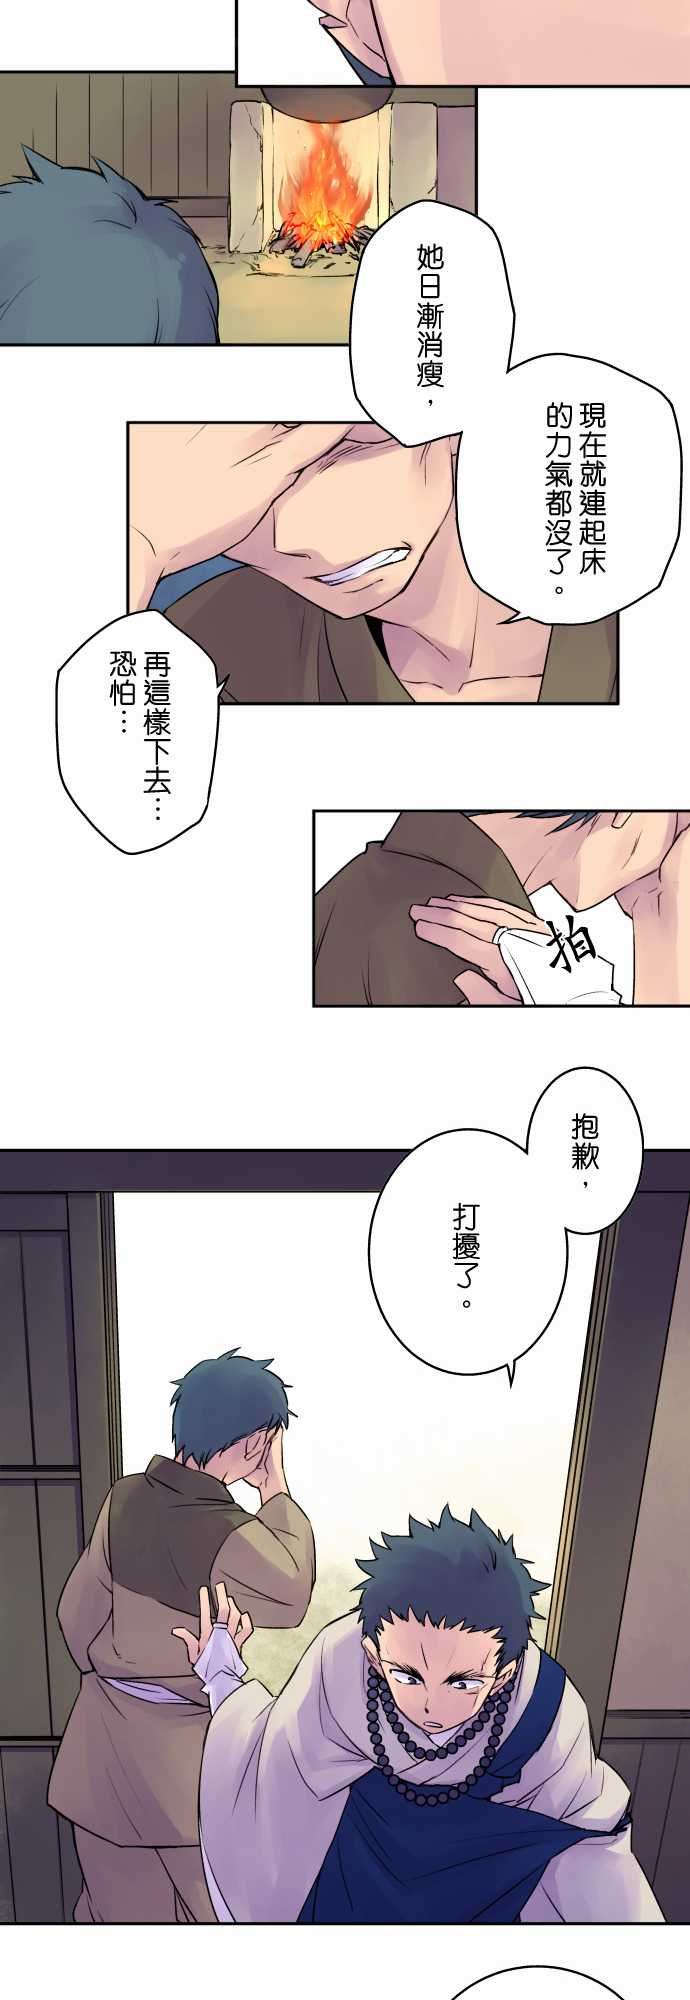 她日漸消瘦，
現在就連起床
的力氣都沒了。
再這樣下去…
恐怕…
拍
抱歉，
打擾了。